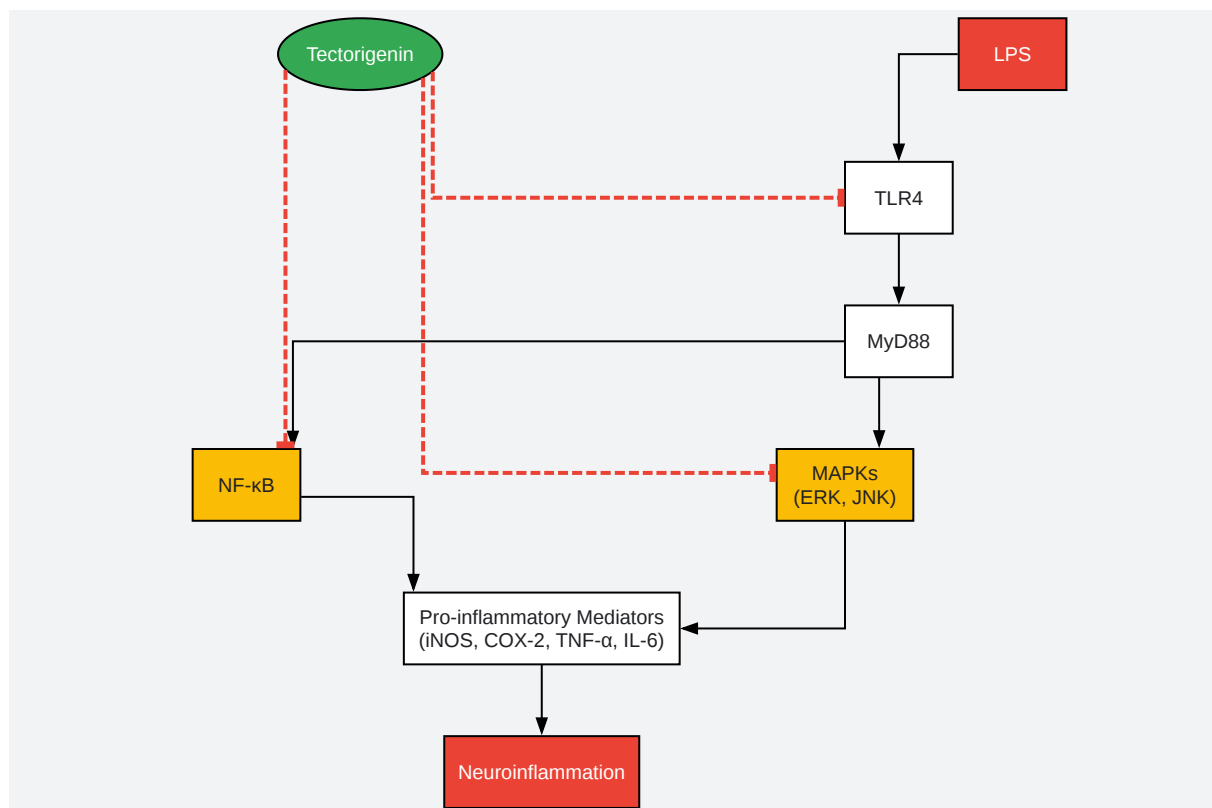 Tectorigenin
LPS
TLR4
MyD88
NF-κB
MAPKs
(ERK, JNK)
Pro-inflammatory Mediators
(iNOS, COX-2, TNF-α, IL-6)
Neuroinflammation